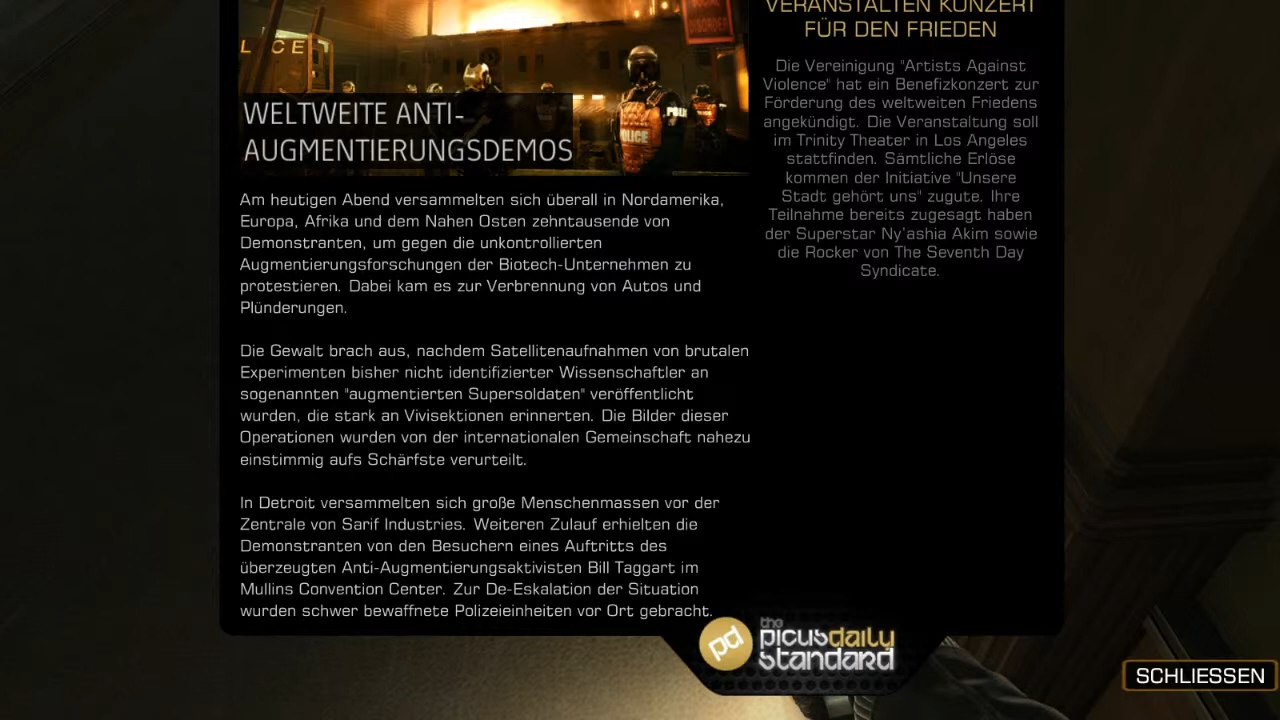 L CE
POLI
POLICE
WELTWEITE ANTI-
AUGMENTIERUNGSDEMOS
Am heutigen Abend versammelten sich überall in Nordamerika,
Europa, Afrika und dem Nahen Osten zehntausende von
Demonstranten, um gegen die unkontrollierten
Augmentierungsforschungen der Biotech-Unternehmen zu
protestieren. Dabei kam es zur Verbrennung von Autos und
Plünderungen.
Die Gewalt brach aus, nachdem Satellitenaufnahmen von brutalen
Experimenten bisher nicht identifizierter Wissenschaftler an
sogenannten "augmentierten Supersoldaten" veröffentlicht
wurden, die stark an Vivisektionen erinnerten. Die Bilder dieser
Operationen wurden von der internationalen Gemeinschaft nahezu
einstimmig aufs Schärfste verurteilt.
In Detroit versammelten sich große Menschenmassen vor der
Zentrale von Sarif Industries. Weiteren Zulauf erhielten die
Demonstranten von den Besuchern eines Auftritts des
überzeugten Anti-Augmentierungsaktivisten Bill Taggart im
Mullins Convention Center. Zur De-Eskalation der Situation
wurden schwer bewaffnete Polizeieinheiten vor Ort gebracht.
VERANSTALTEN KONZERT
FÜR DEN FRIEDEN
Die Vereinigung "Artists Against
Violence" hat ein Benefizkonzert zur
Förderung des weltweiten Friedens
angekündigt. Die Veranstaltung soll
im Trinity Theater in Los Angeles
stattfinden. Sämtliche Erlöse
kommen der Initiative "Unsere
Stadt gehört uns" zugute. Ihre
Teilnahme bereits zugesagt haben
der Superstar Ny'ashia Akim sowie
die Rocker von The Seventh Day
Syndicate.
pd
the
picusdaily
standard
SCHLIESSEN